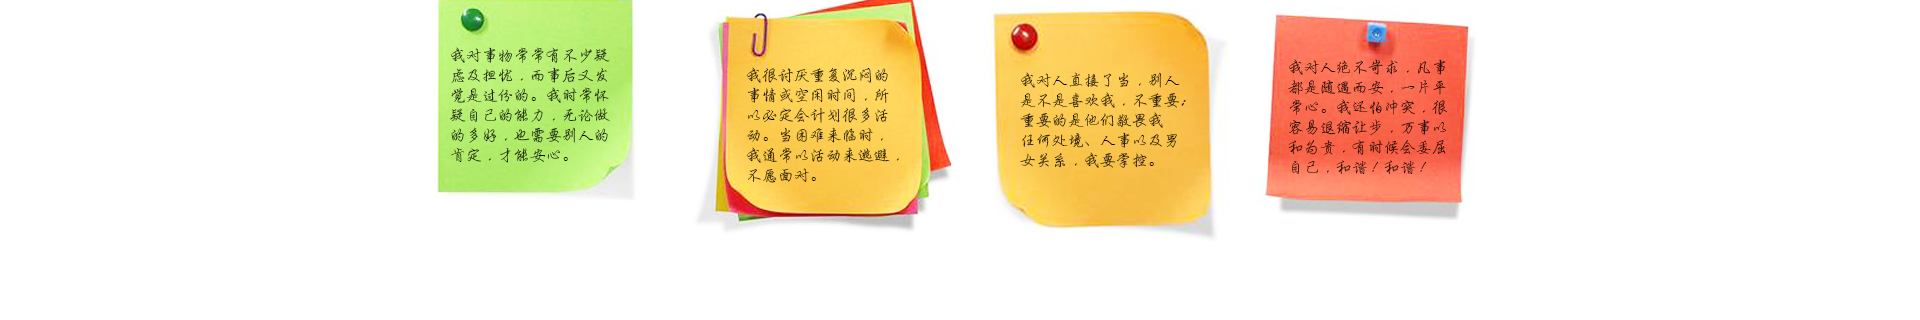 我对事物常常有不少疑
虑及担忧，而事后又发
觉是过份的。我时常怀
疑自己的能力，无论做
的多好，也需要别人的
肯定，才能安心。
我很讨厌重复沉闷的
事情或空闲时间，所
以必定会计划很多活
动。当困难来临时，
我通常以活动来逃避，
不愿面对。
我对人直接了当，别人
是不是喜欢我，不重要；
重要的是他们敬畏我
任何处境、人事以及男
女关系，我要掌控。
我对人绝不苛求，凡事
都是随遇而安，一片平
常心。我还怕冲突，很
容易退缩让步，万事以
和为贵，有时候会委屈
自己，和谐！和谐！